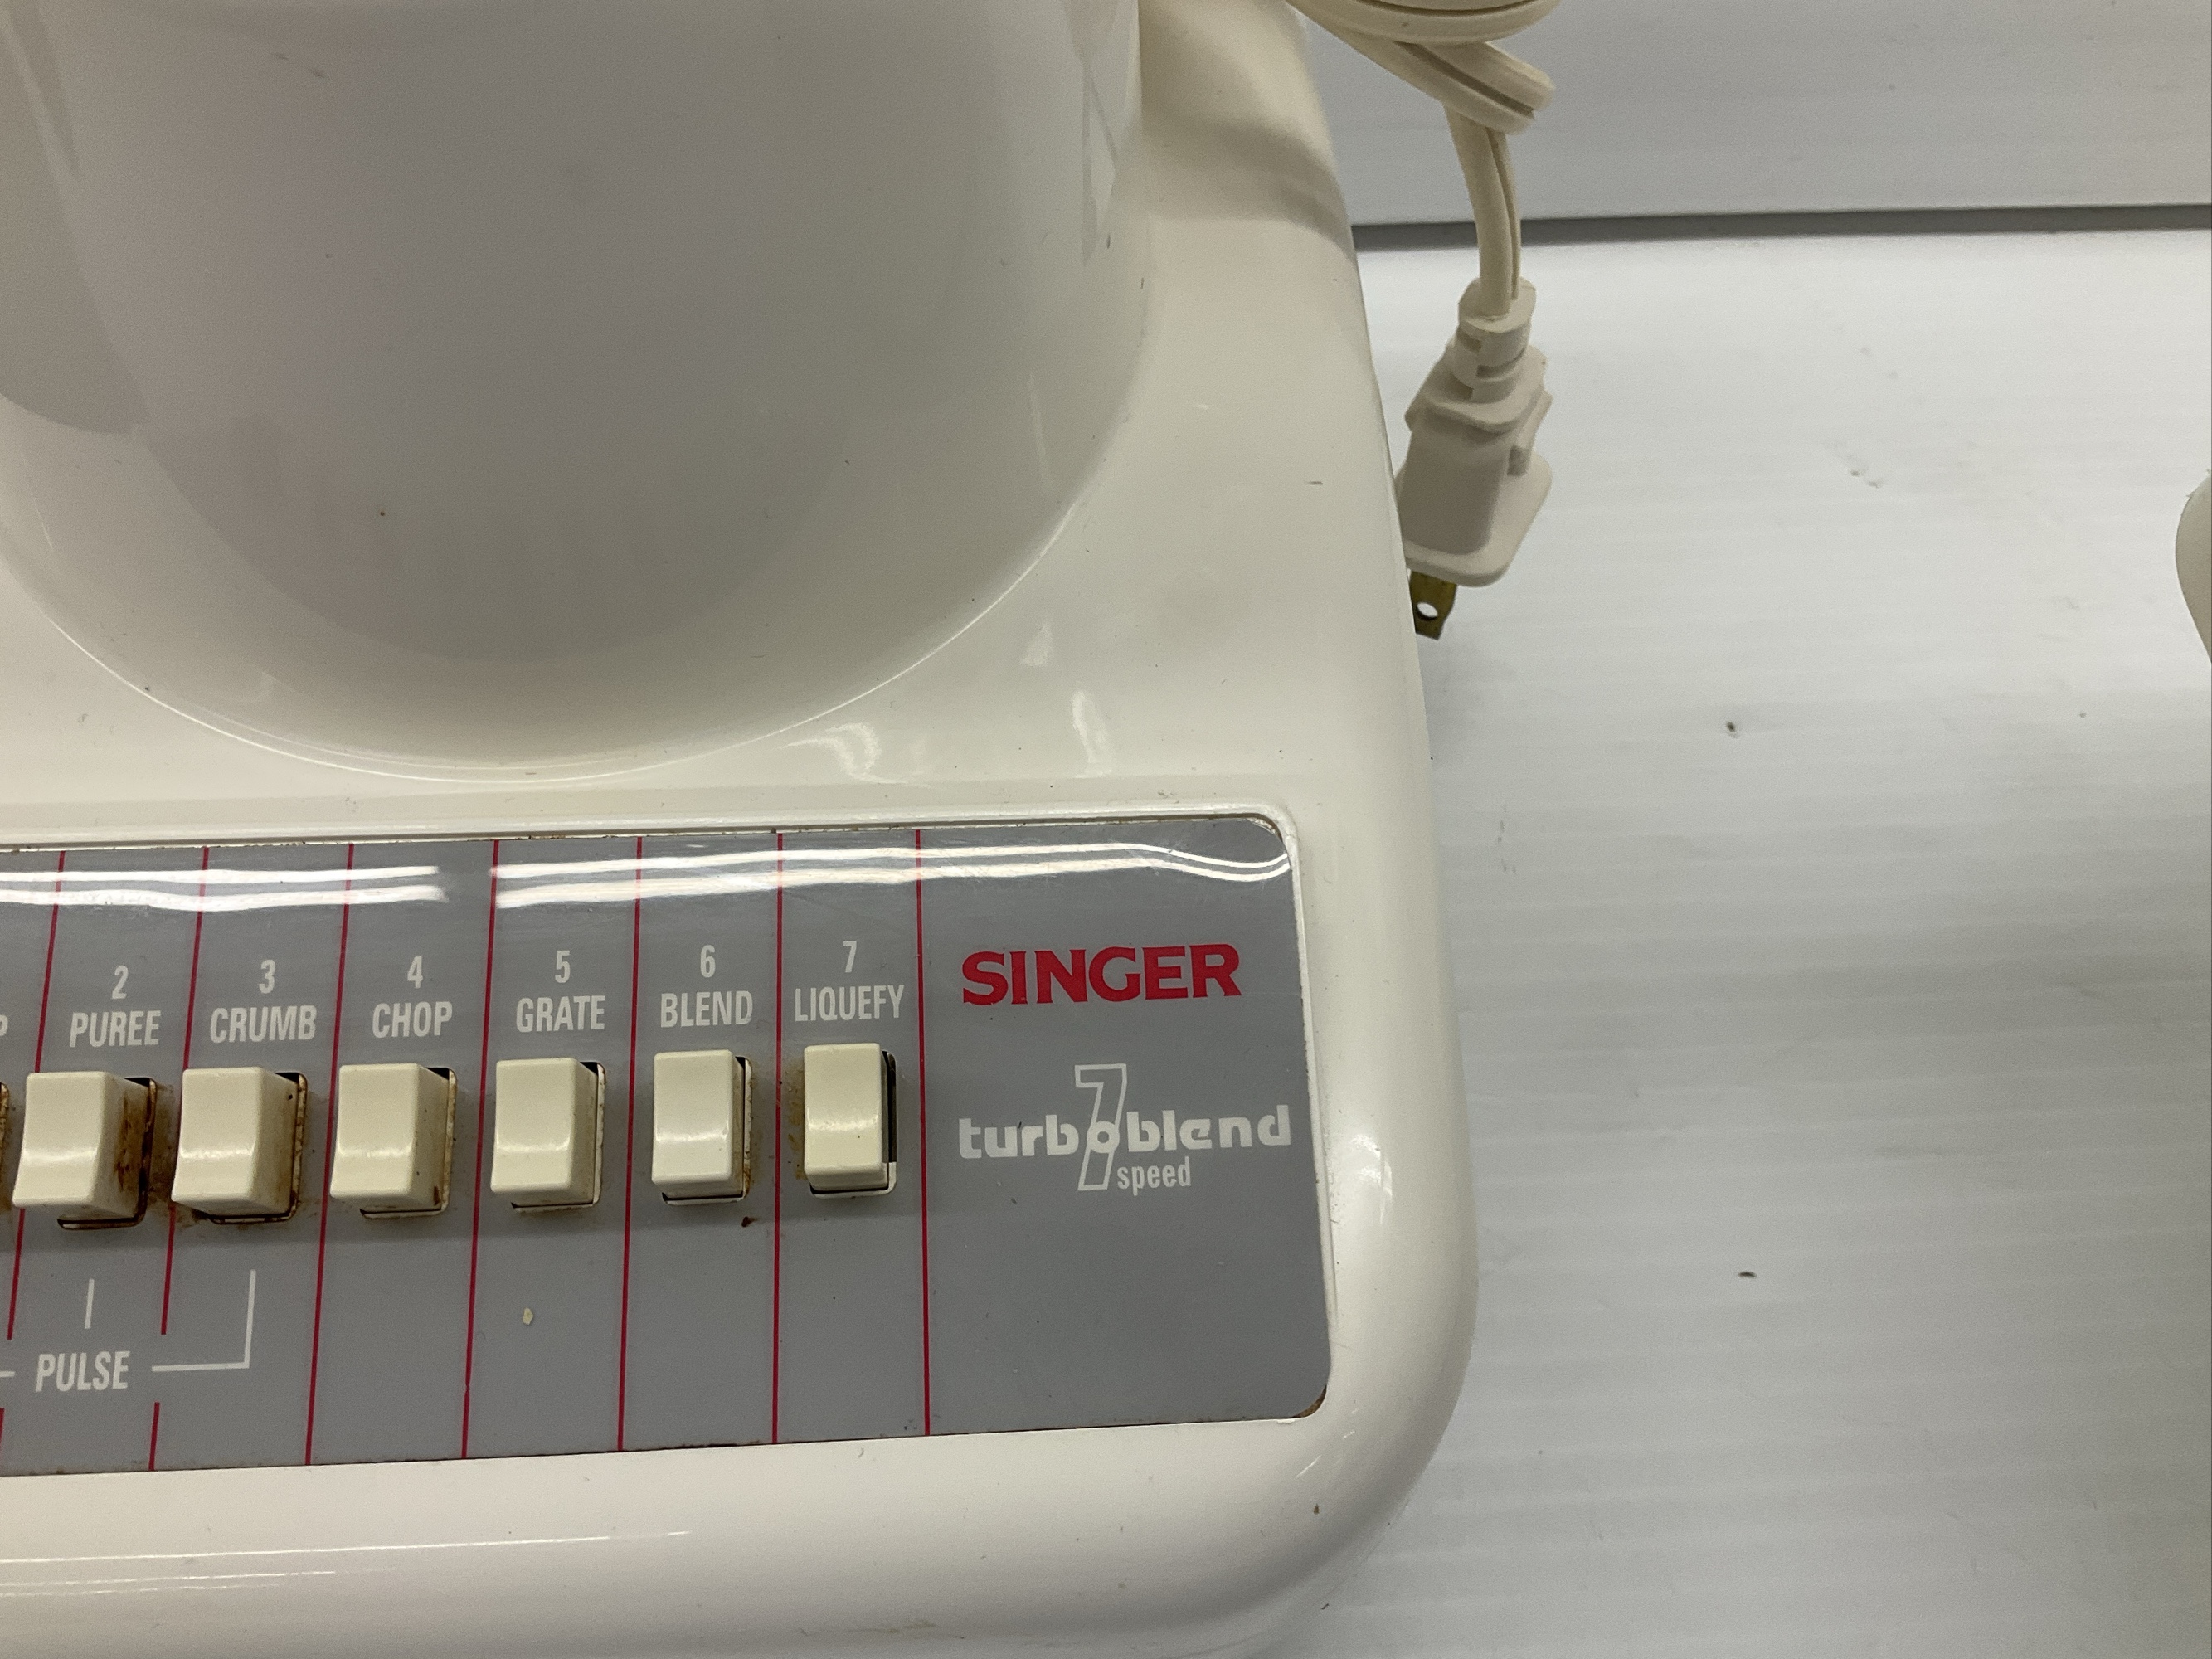 2
PUREE
3
CRUMB
4
CHOP
5
GRATE
6
BLEND
7
LIQUEFY
SINGER
7
turboblend
speed
PULSE